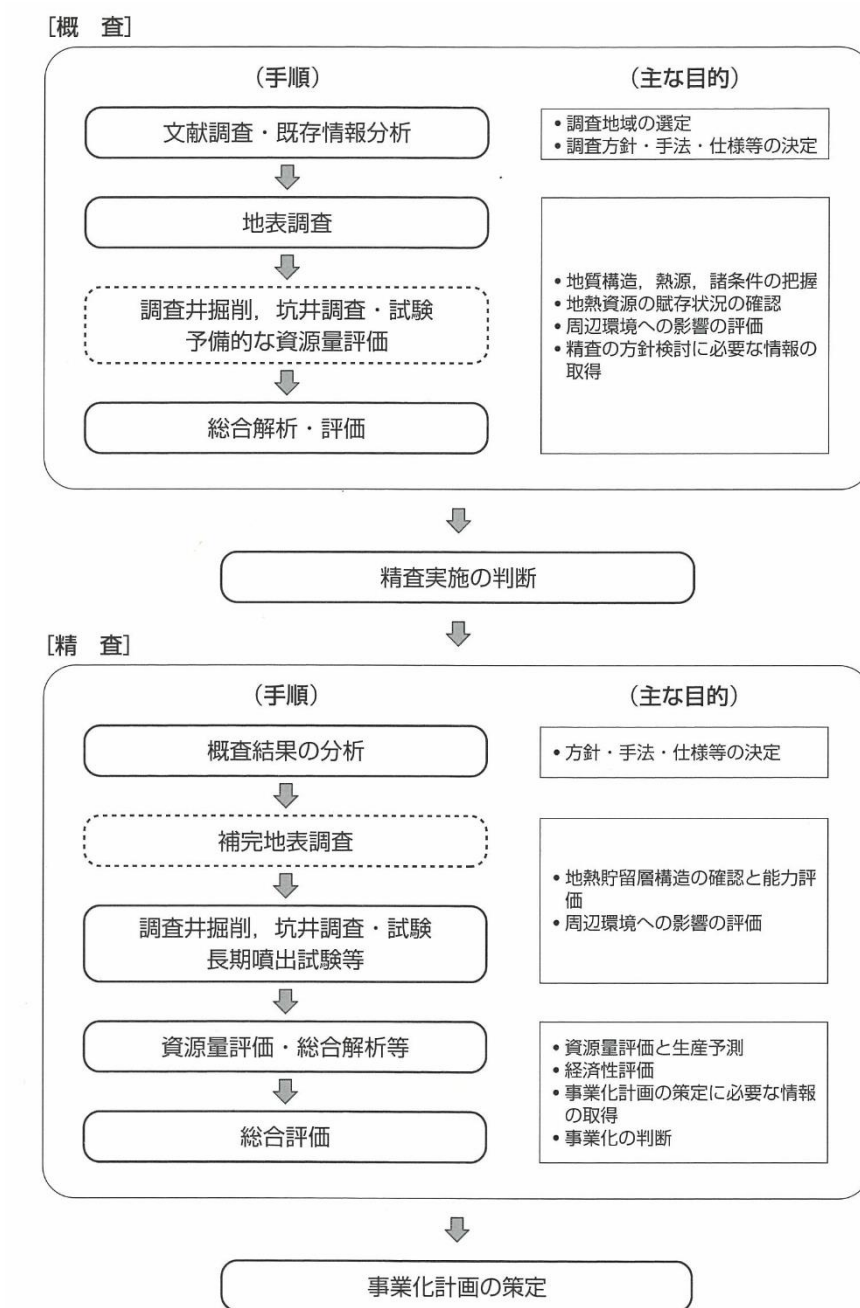 [概　査]
(手順)
(主な目的)
文献調査・既存情報分析
• 調査地域の選定
• 調査方針・手法・仕様等の決定
地表調査
調査井掘削，坑井調査・試験
予備的な資源量評価
総合解析・評価
• 地質構造，熱源，諸条件の把握
• 地熱資源の賦存状況の確認
• 周辺環境への影響の評価
• 精査の方針検討に必要な情報の
取得
精査実施の判断
[精　査]
(手順)
(主な目的)
概査結果の分析
• 方針・手法・仕様等の決定
補完地表調査
調査井掘削，坑井調査・試験
長期噴出試験等
• 地熱貯留層構造の確認と能力評
価
• 周辺環境への影響の評価
資源量評価・総合解析等
総合評価
• 資源量評価と生産予測
• 経済性評価
• 事業化計画の策定に必要な情報
の取得
• 事業化の判断
事業化計画の策定